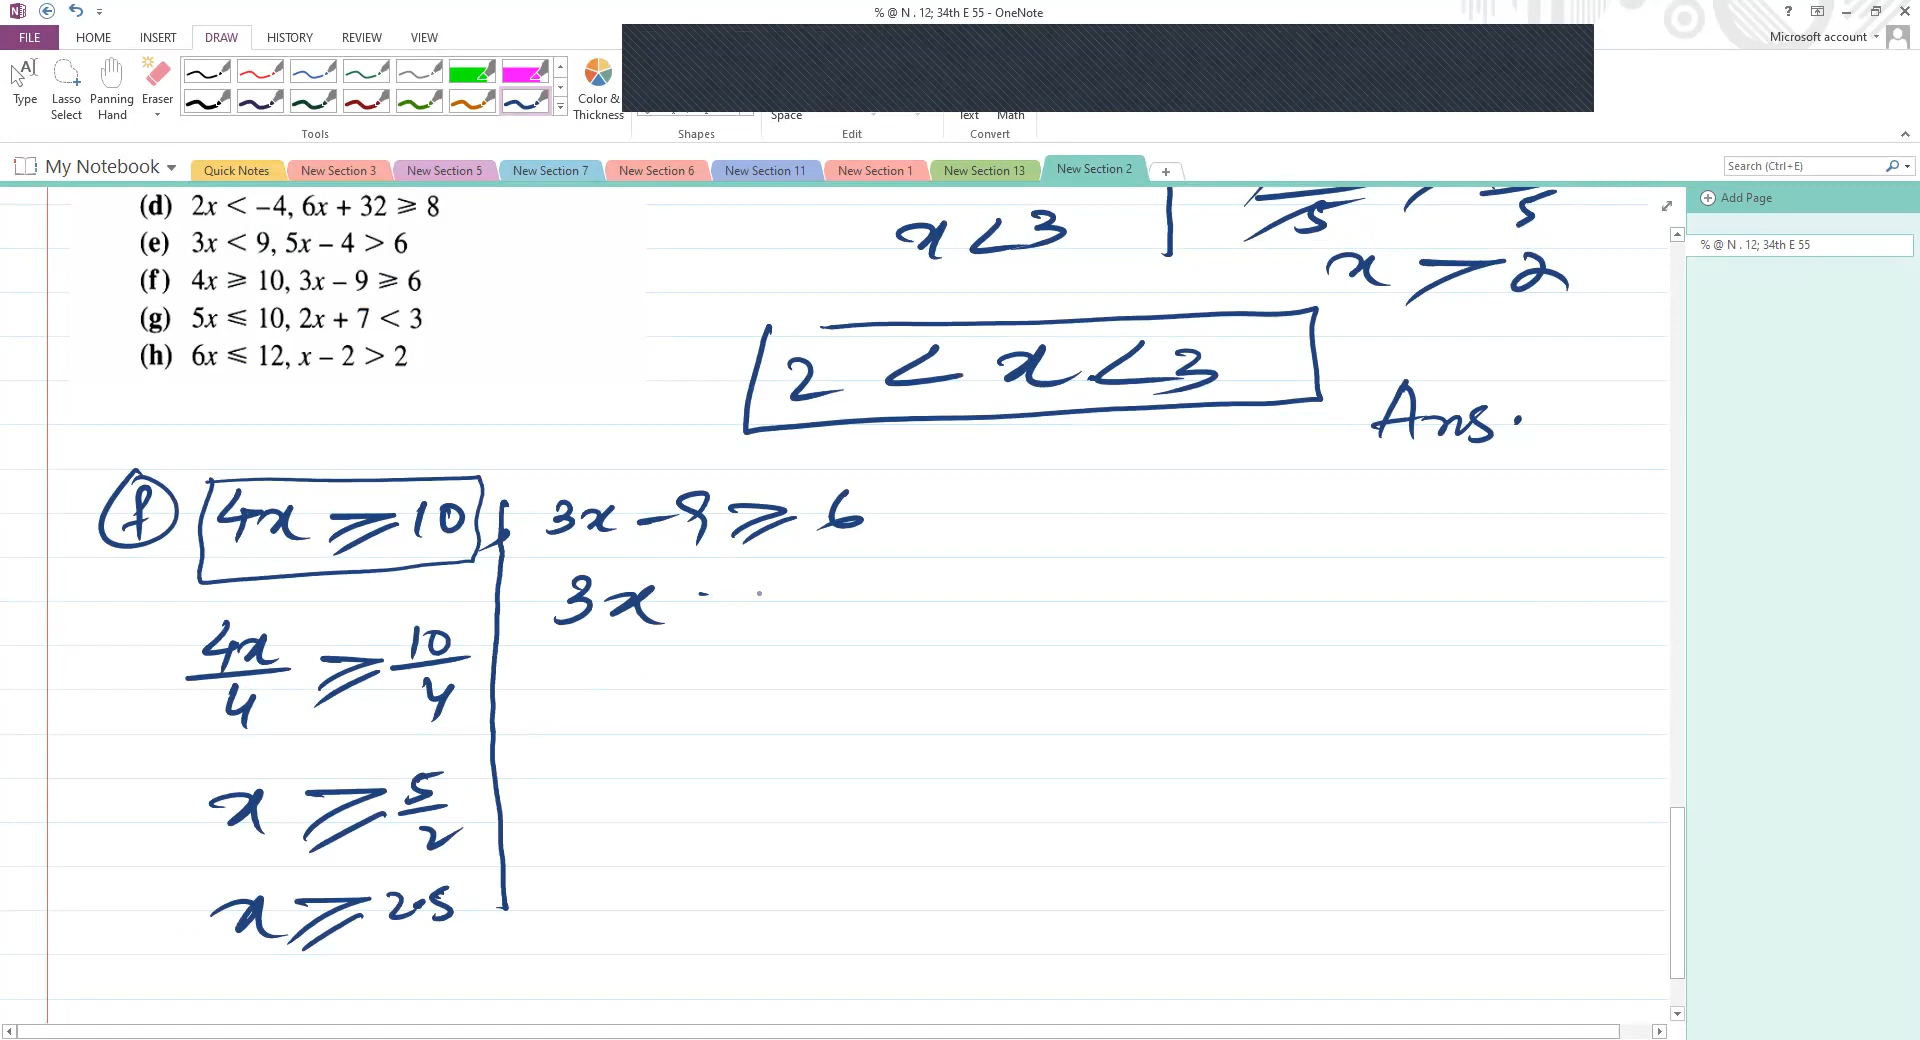 % @ N . 12; 34th E 55 - OneNote
FILE HOME INSERT DRAW HISTORY REVIEW VIEW
Microsoft account
Type
Lasso Select
Panning Hand
Eraser
Color & Thickness
Space
Text
Math
Tools
Shapes
Edit
Convert
My Notebook
Quick Notes
New Section 3
New Section 5
New Section 7
New Section 6
New Section 11
New Section 1
New Section 13
New Section 2
Search (Ctrl+E)
Add Page
% @ N . 12; 34th E 55
(d) 2x < −4, 6x + 32 ⩾ 8
(e) 3x < 9, 5x − 4 > 6
(f) 4x ⩾ 10, 3x − 9 ⩾ 6
(g) 5x ⩽ 10, 2x + 7 < 3
(h) 6x ⩽ 12, x − 2 > 2
x < 3
5 5
x > 2
2 < x < 3
Ans.
f 4x ⩾ 10, 3x − 9 ⩾ 6
3x -
4x/4 ⩾ 10/4
x ⩾ 5/2
x ⩾ 2.5